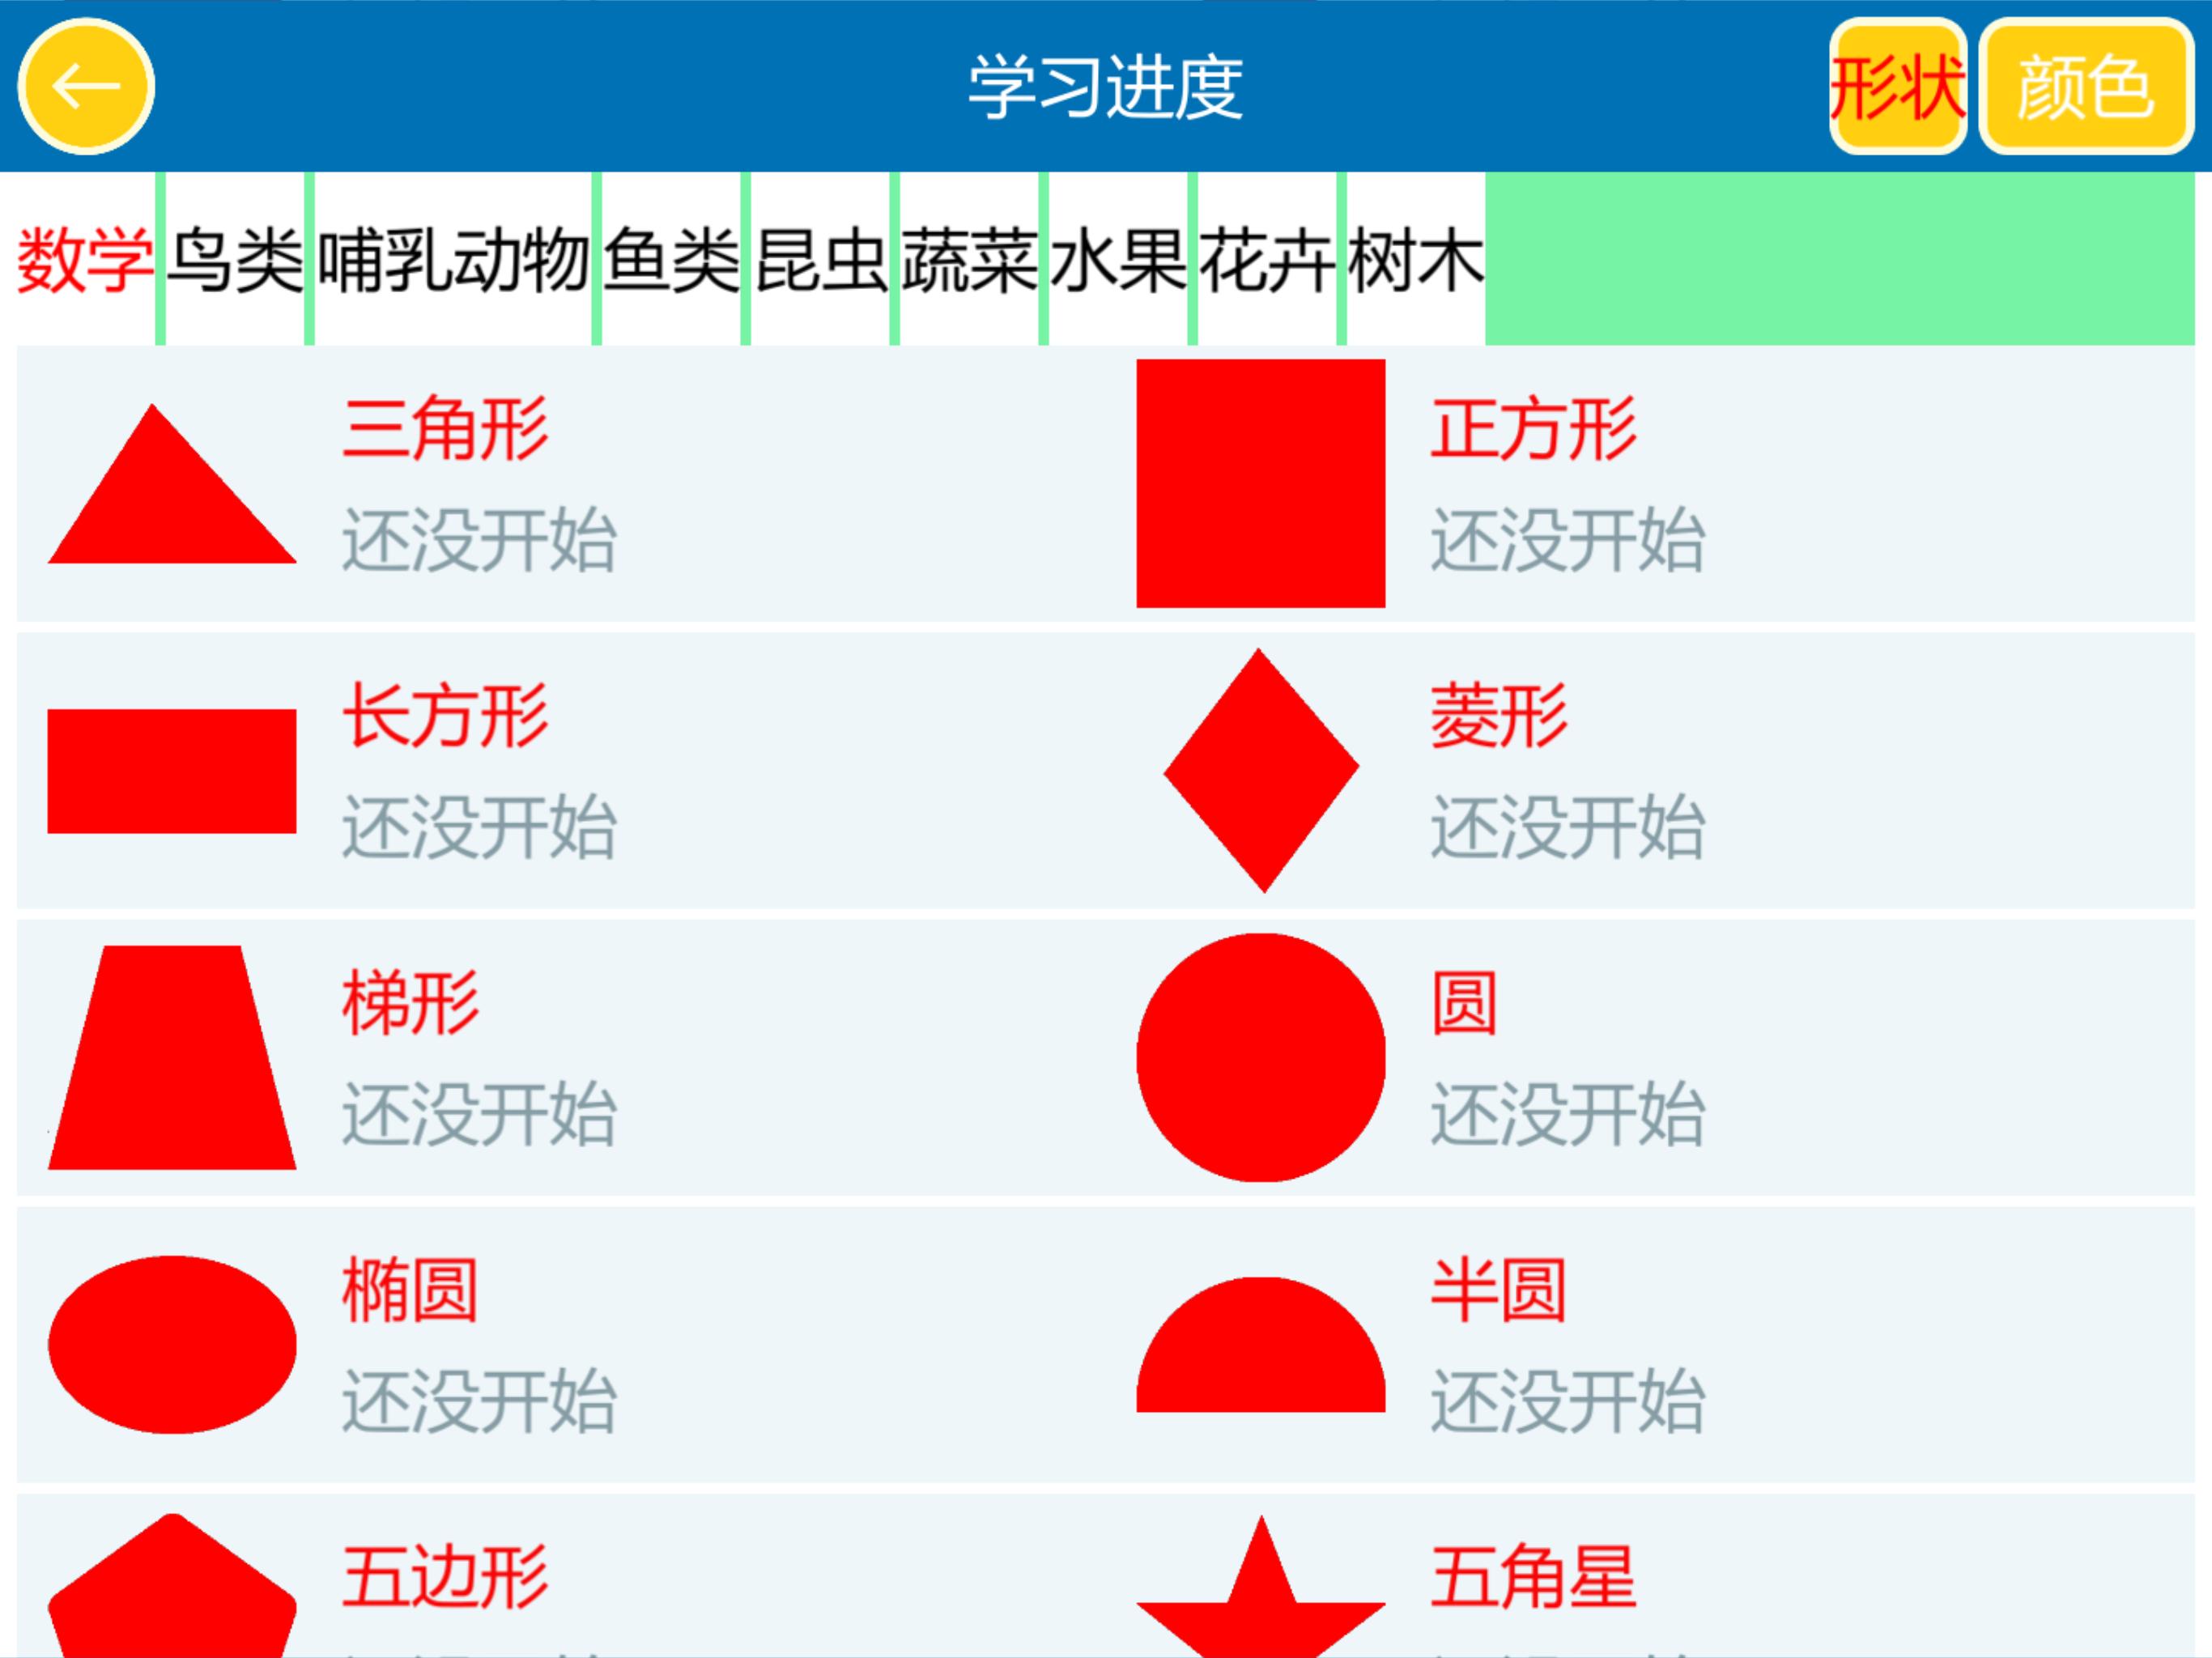 学习进度
形状
颜色
数学 鸟类 哺乳动物 鱼类 昆虫 蔬菜 水果 花卉 树木
三角形
还没开始
正方形
还没开始
长方形
还没开始
菱形
还没开始
梯形
还没开始
圆
还没开始
椭圆
还没开始
半圆
还没开始
五边形
五角星